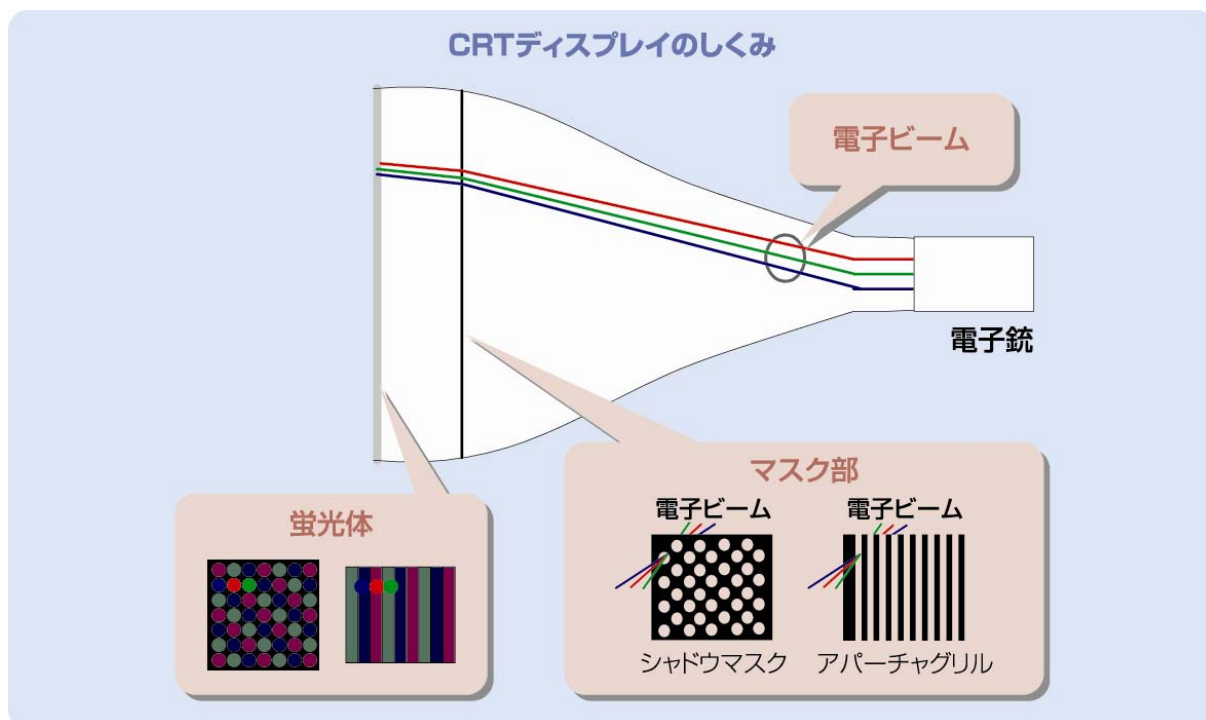 CRTディスプレイのしくみ
電子ビーム
電子銃
マスク部
電子ビーム
電子ビーム
シャドウマスク
アパーチャグリル
蛍光体